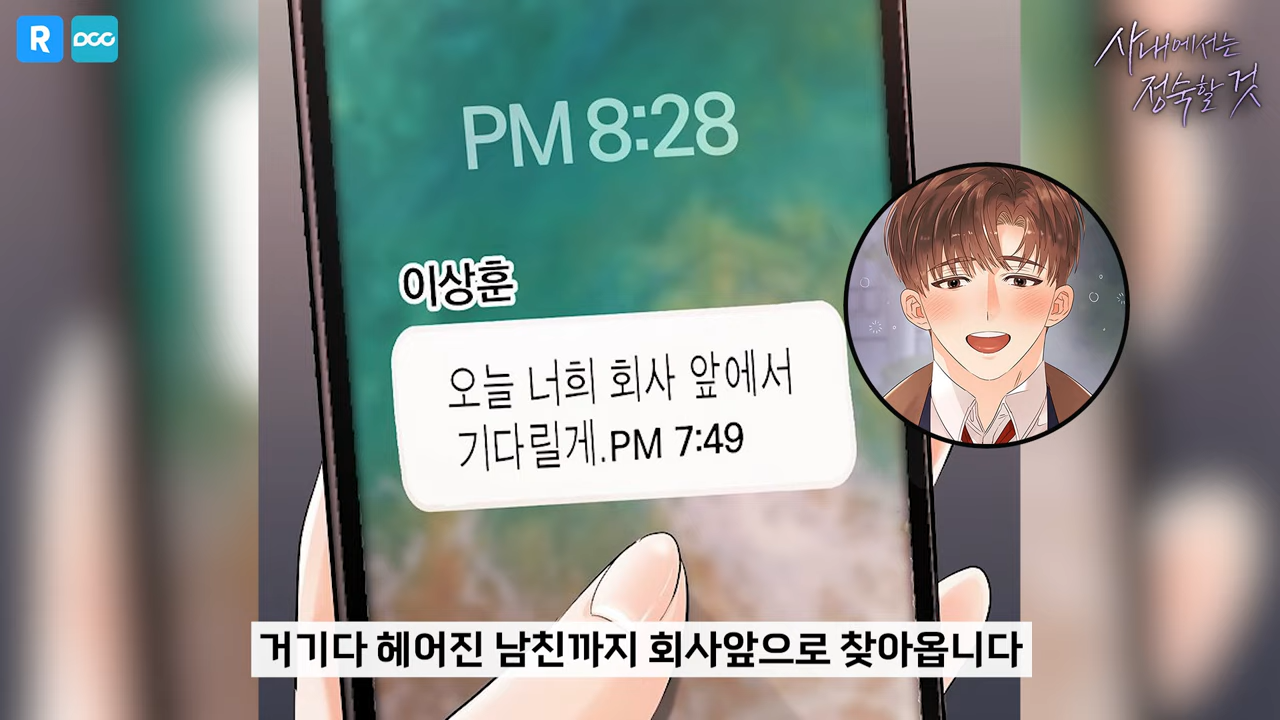 R
DCC
사내에서는
정숙할 것
PM 8:28
이상훈
오늘 너희 회사 앞에서
기다릴게.PM 7:49
거기다 헤어진 남친까지 회사앞으로 찾아옵니다